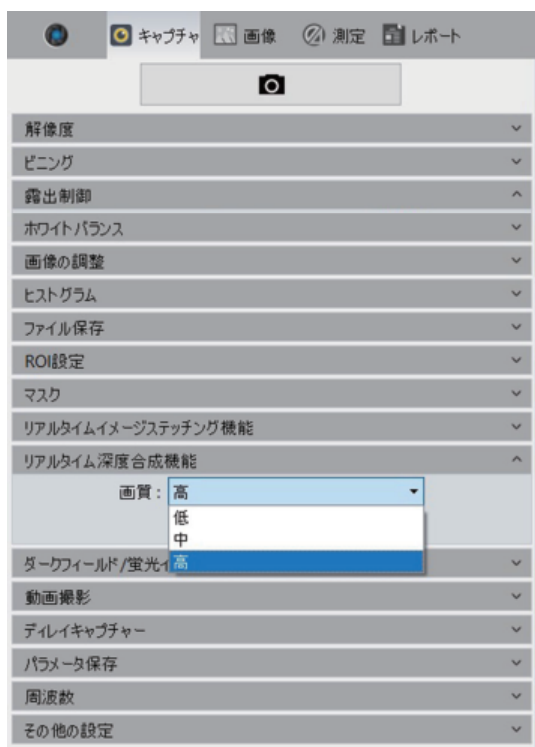 キャプチャ 画像 測定 レポート
解像度
ビニング
露出制御
ホワイトバランス
画像の調整
ヒストグラム
ファイル保存
ROI設定
マスク
リアルタイムイメージステッチング機能
リアルタイム深度合成機能
画質 : 高
低
中
高
ダークフィールド/蛍光イ
動画撮影
ディレイキャプチャー
パラメータ保存
周波数
その他の設定